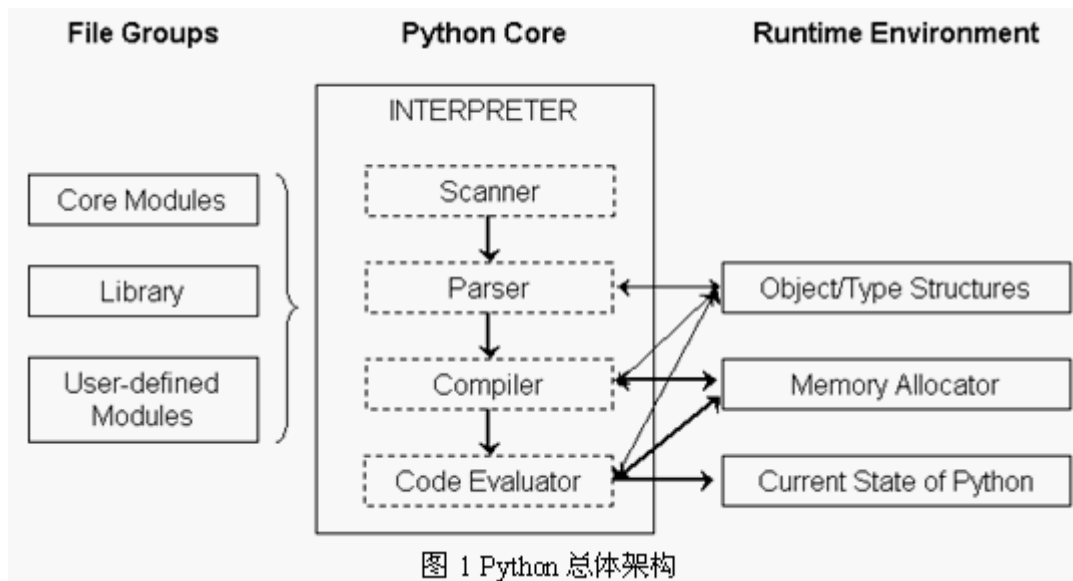 File Groups
Python Core
Runtime Environment
INTERPRETER
Core Modules
Library
User-defined
Modules
Scanner
Parser
Compiler
Code Evaluator
Object/Type Structures
Memory Allocator
Current State of Python
图 1 Python 总体架构